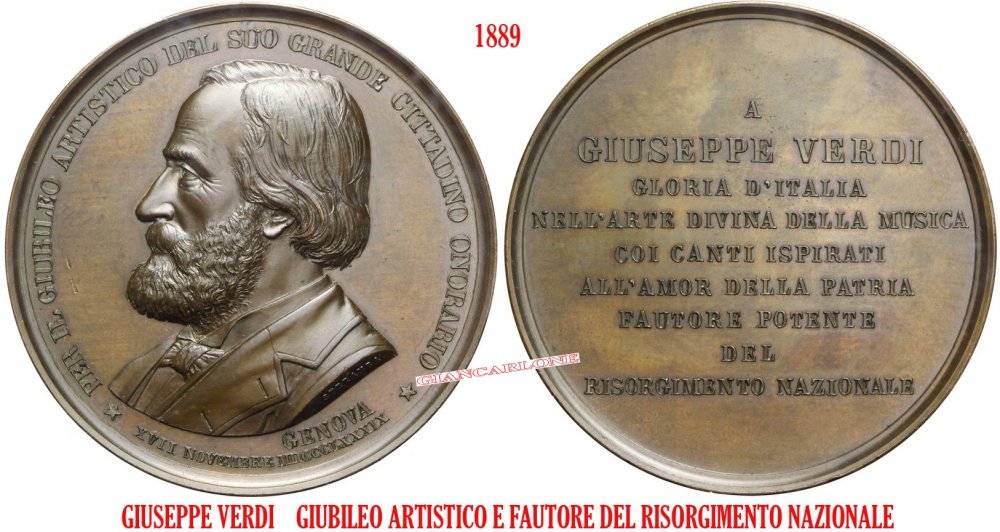 1889
PER IL GIUBILEO ARTISTICO DEL SUO GRANDE CITTADINO ONORARIO
GENOVA
XVII NOVEMBRE MDCCCLXXXIX
GIANCARLONE
A
GIUSEPPE VERDI
GLORIA D'ITALIA
NELL'ARTE DIVINA DELLA MUSICA
COI CANTI ISPIRATI
ALL'AMOR DELLA PATRIA
FAUTORE POTENTE
DEL
RISORGIMENTO NAZIONALE
GIUSEPPE VERDI GIUBILEO ARTISTICO E FAUTORE DEL RISORGIMENTO NAZIONALE